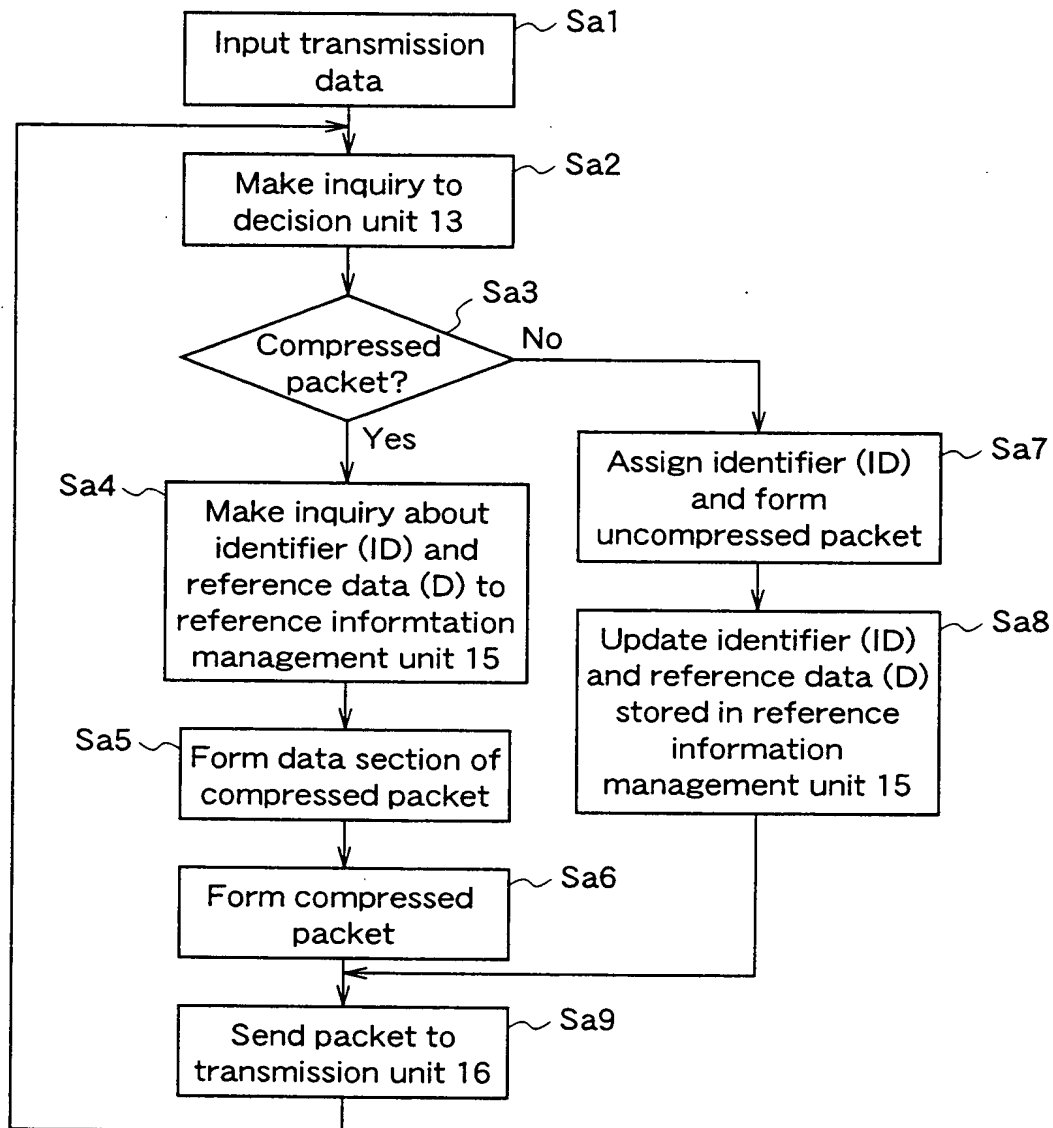 Sa1
Input transmission
data
Sa2
Make inquiry to
decision unit 13
Sa3
Compressed
packet?
No
Yes
Sa4
Make inquiry about
identifier (ID) and
reference data (D) to
reference informtation
management unit 15
Sa7
Assign identifier (ID)
and form
uncompressed packet
Sa5
Form data section of
compressed packet
Sa8
Update identifier (ID)
and reference data (D)
stored in reference
information
management unit 15
Sa6
Form compressed
packet
Sa9
Send packet to
transmission unit 16